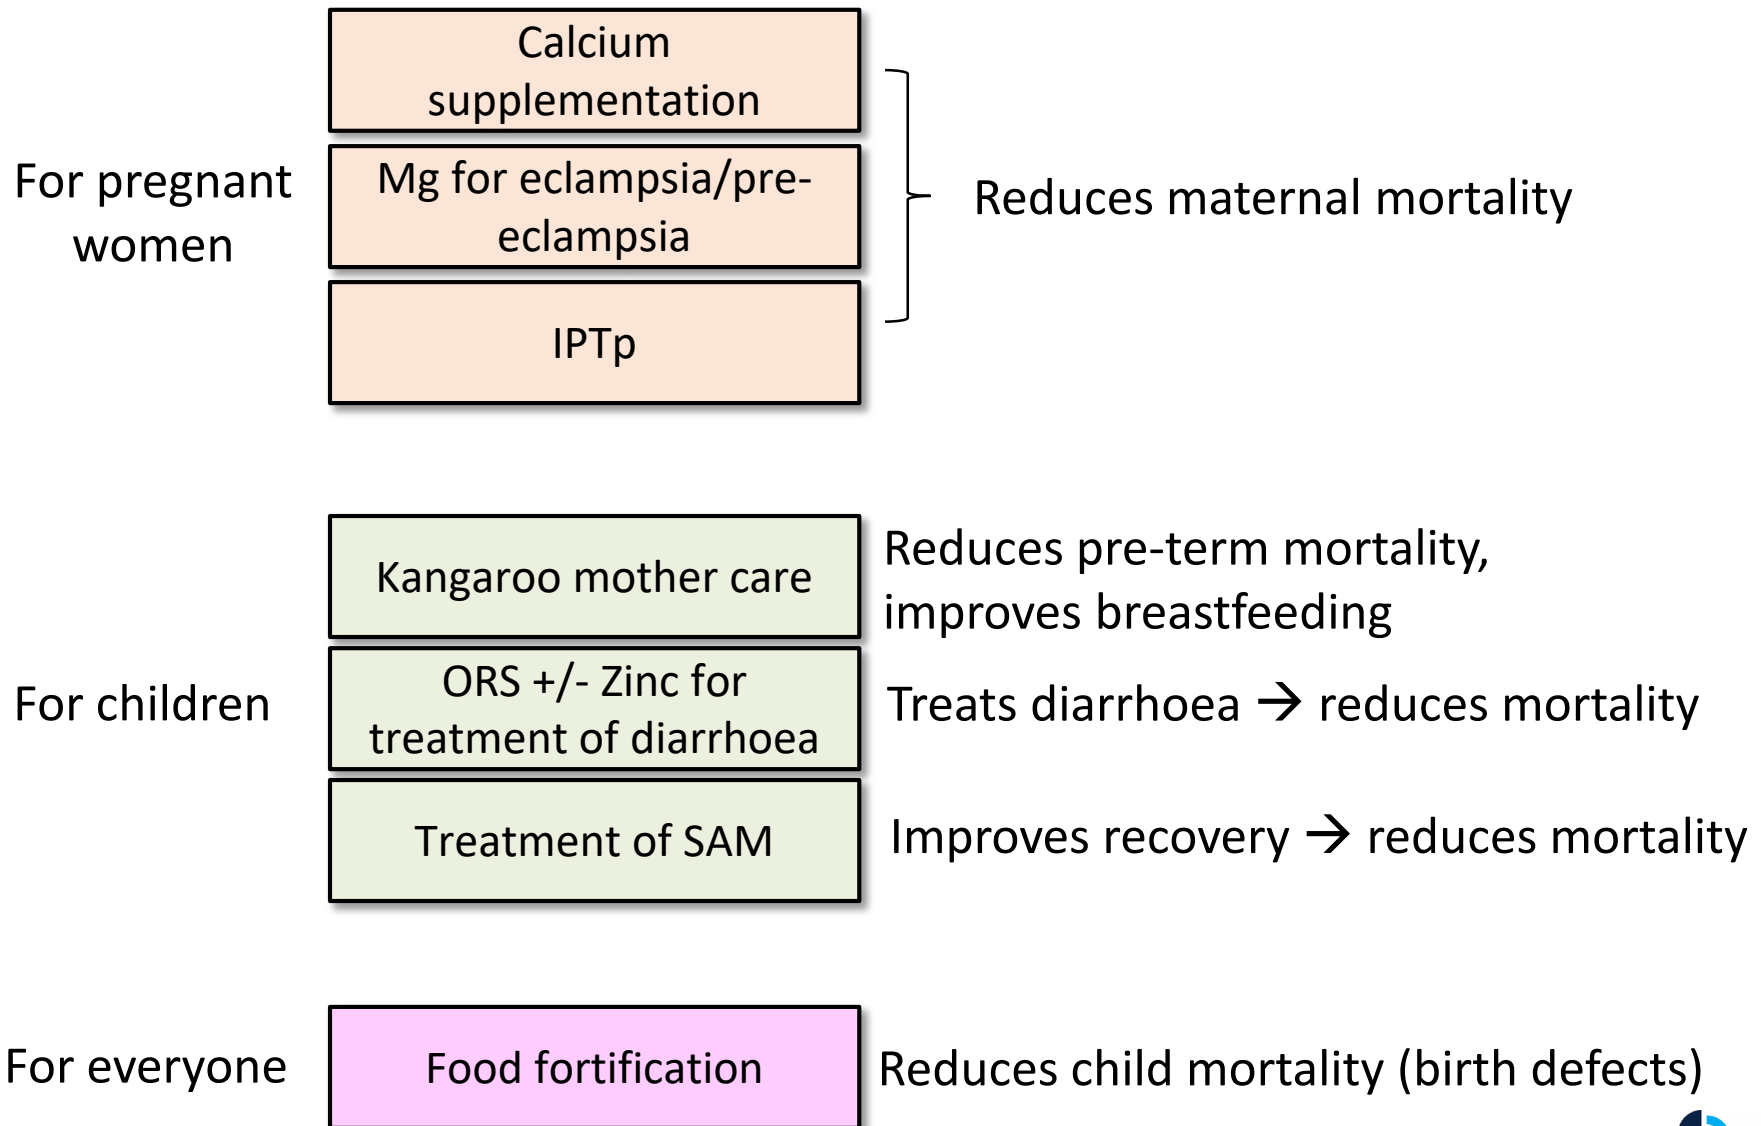 Calcium
supplementation
For pregnant
women
Mg for eclampsia/pre-
eclampsia
IPTp
Reduces maternal mortality
For children
Kangaroo mother care
Reduces pre-term mortality,
improves breastfeeding
ORS +/- Zinc for
treatment of diarrhoea
Treats diarrhoea → reduces mortality
Treatment of SAM
Improves recovery → reduces mortality
For everyone
Food fortification
Reduces child mortality (birth defects)